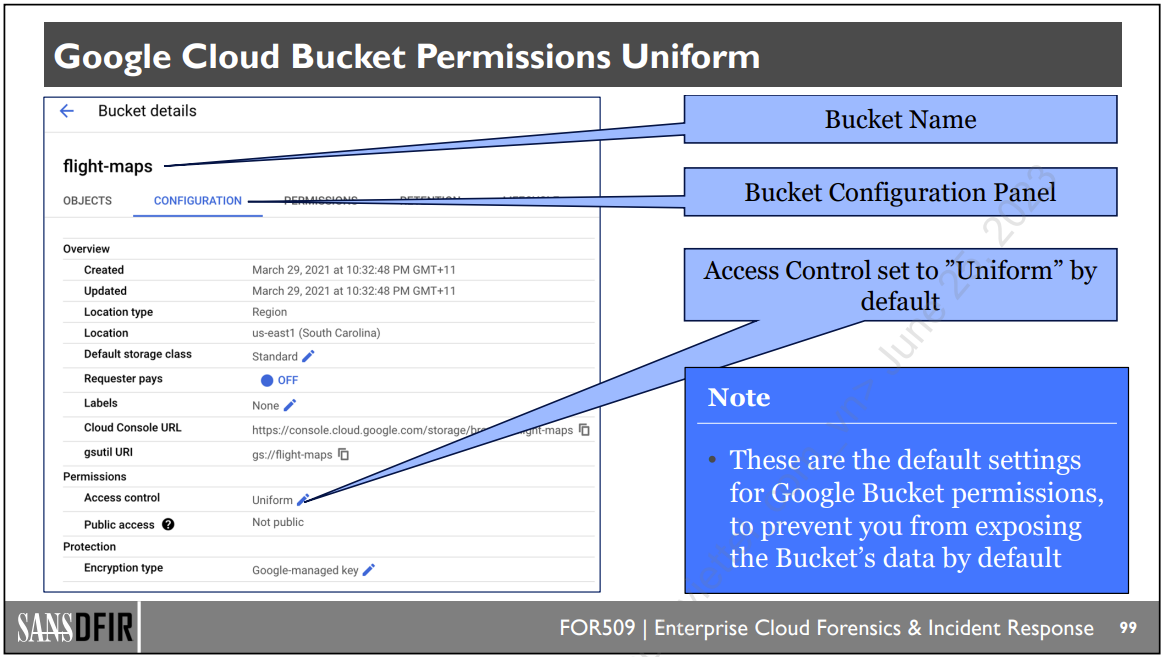 Google Cloud Bucket Permissions Uniform
Bucket details
flight-maps
OBJECTS
CONFIGURATION
PERMISSIONS
RETENTION
Overview
Created March 29, 2021 at 10:32:48 PM GMT+11
Updated March 29, 2021 at 10:32:48 PM GMT+11
Location type Region
Location us-east1 (South Carolina)
Default storage class Standard
Requester pays OFF
Labels None
Cloud Console URL https://console.cloud.google.com/storage/br ght-maps
gsutil URI gs://flight-maps
Permissions
Access control Uniform
Public access ? Not public
Protection
Encryption type Google-managed key
Bucket Name
Bucket Configuration Panel
Access Control set to ”Uniform” by
default
Note
• These are the default settings
for Google Bucket permissions,
to prevent you from exposing
the Bucket’s data by default
June 25, 2023
SANSDFIR
FOR509 | Enterprise Cloud Forensics & Incident Response 99